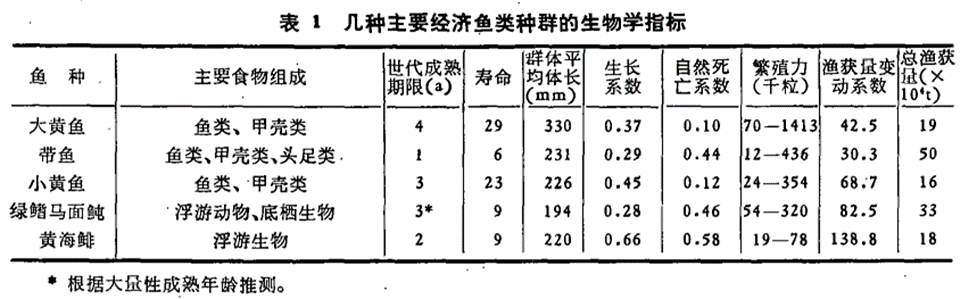 表 1 几种主要经济鱼类种群的生物学指标
鱼 种 主要食物组成 世代成熟期限(a) 寿命 群体平均体长(mm) 生长系数 自然死亡系数 繁殖力(千粒) 渔获量变动系数 总渔获量(×10⁴t)
大黄鱼 鱼类、甲壳类 4 29 330 0.37 0.10 70—1413 42.5 19
带鱼 鱼类、甲壳类、头足类 1 6 231 0.29 0.44 12—436 30.3 50
小黄鱼 鱼类、甲壳类 3 23 226 0.45 0.12 24—354 68.7 16
绿鳍马面鲀 浮游动物、底栖生物 3* 9 194 0.28 0.46 54—320 82.5 33
黄海鲱 浮游生物 2 9 220 0.66 0.58 19—78 138.8 18
* 根据大量性成熟年龄推测。